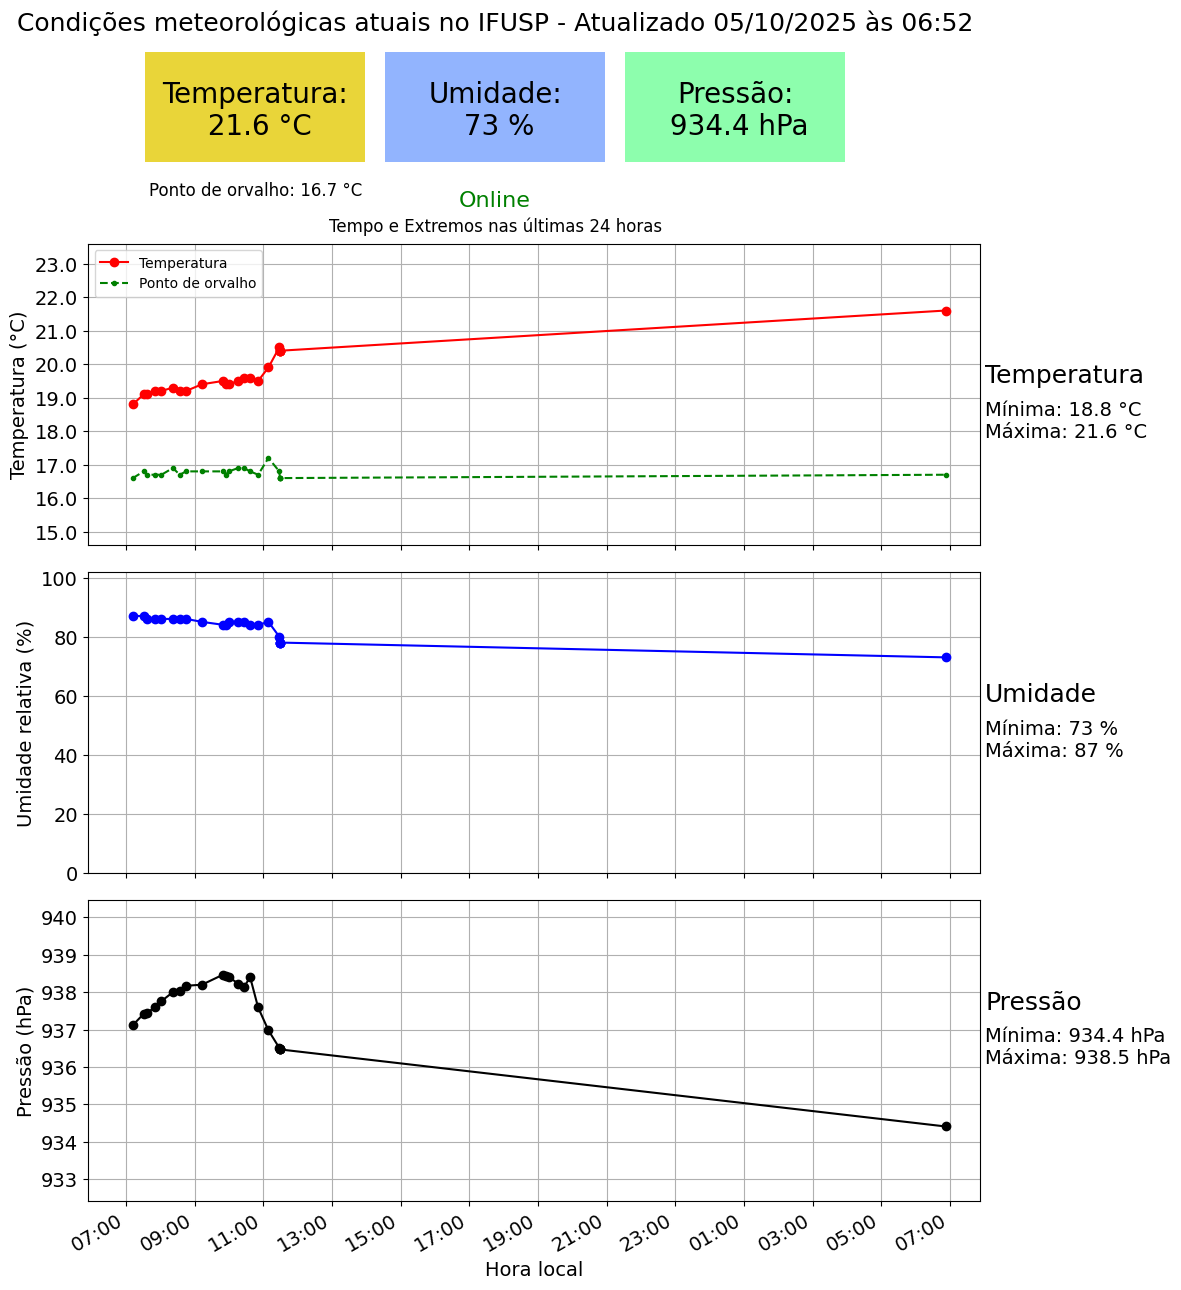 Condições meteorológicas atuais no IFUSP - Atualizado 05/10/2025 às 06:52
Temperatura:
21.6 °C
Umidade:
73 %
Pressão:
934.4 hPa
Ponto de orvalho: 16.7 °C
Online
Tempo e Extremos nas últimas 24 horas
Temperatura
Ponto de orvalho
Temperatura (°C)
23.0
22.0
21.0
20.0
19.0
18.0
17.0
16.0
15.0
Temperatura
Mínima: 18.8 °C
Máxima: 21.6 °C
Umidade relativa (%)
100
80
60
40
20
0
Umidade
Mínima: 73 %
Máxima: 87 %
Pressão (hPa)
940
939
938
937
936
935
934
933
Pressão
Mínima: 934.4 hPa
Máxima: 938.5 hPa
07:00 09:00 11:00 13:00 15:00 17:00 19:00 21:00 23:00 01:00 03:00 05:00 07:00
Hora local